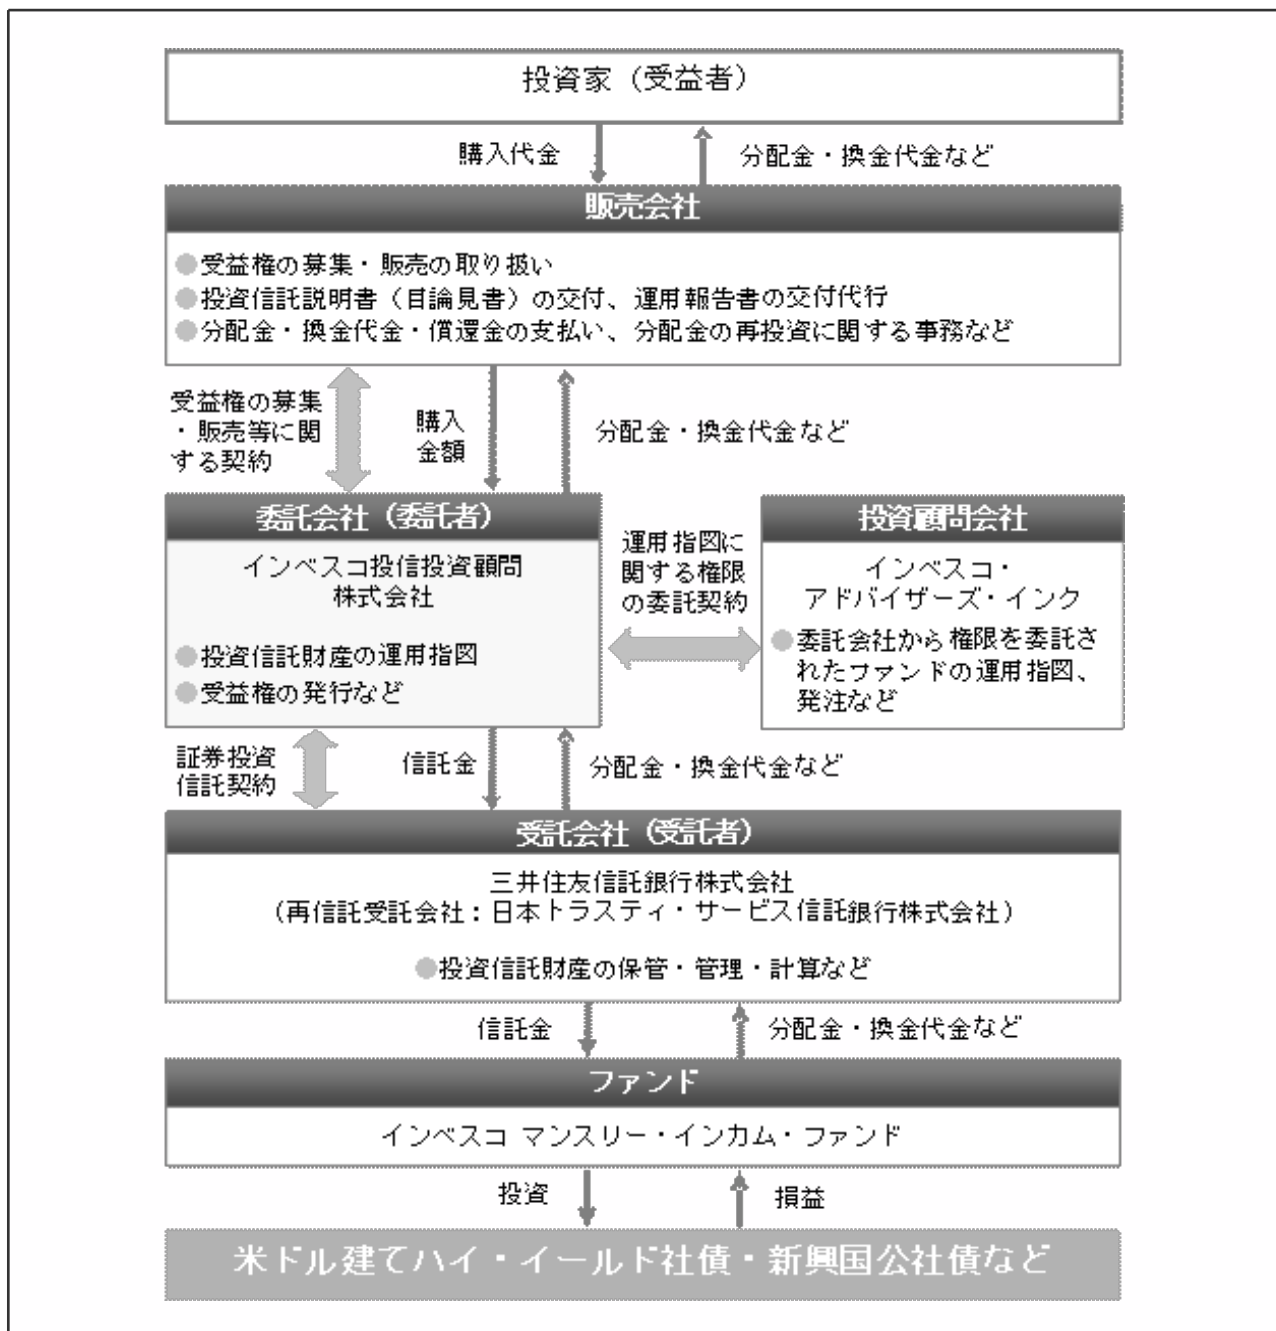 投資家（受益者）
購入代金
分配金・換金代金など
販売会社
●受益権の募集・販売の取り扱い
●投資信託説明書（目論見書）の交付、運用報告書の交付代行
●分配金・換金代金・償還金の支払い、分配金の再投資に関する事務など
受益権の募集
・販売等に関
する契約
購入
金額
分配金・換金代金など
委託会社（委託者）
インベスコ投信投資顧問
株式会社
●投資信託財産の運用指図
●受益権の発行など
運用指図に
関する権限
の委託契約
投資顧問会社
インベスコ・
アドバイザーズ・インク
●委託会社から権限を委託さ
れたファンドの運用指図、
発注など
証券投資
信託契約
信託金
分配金・換金代金など
受託会社（受託者）
三井住友信託銀行株式会社
（再信託受託会社：日本トラスティ・サービス信託銀行株式会社）
●投資信託財産の保管・管理・計算など
信託金
分配金・換金代金など
ファンド
インベスコ マンスリー・インカム・ファンド
投資
損益
米ドル建てハイ・イールド社債・新興国公社債など